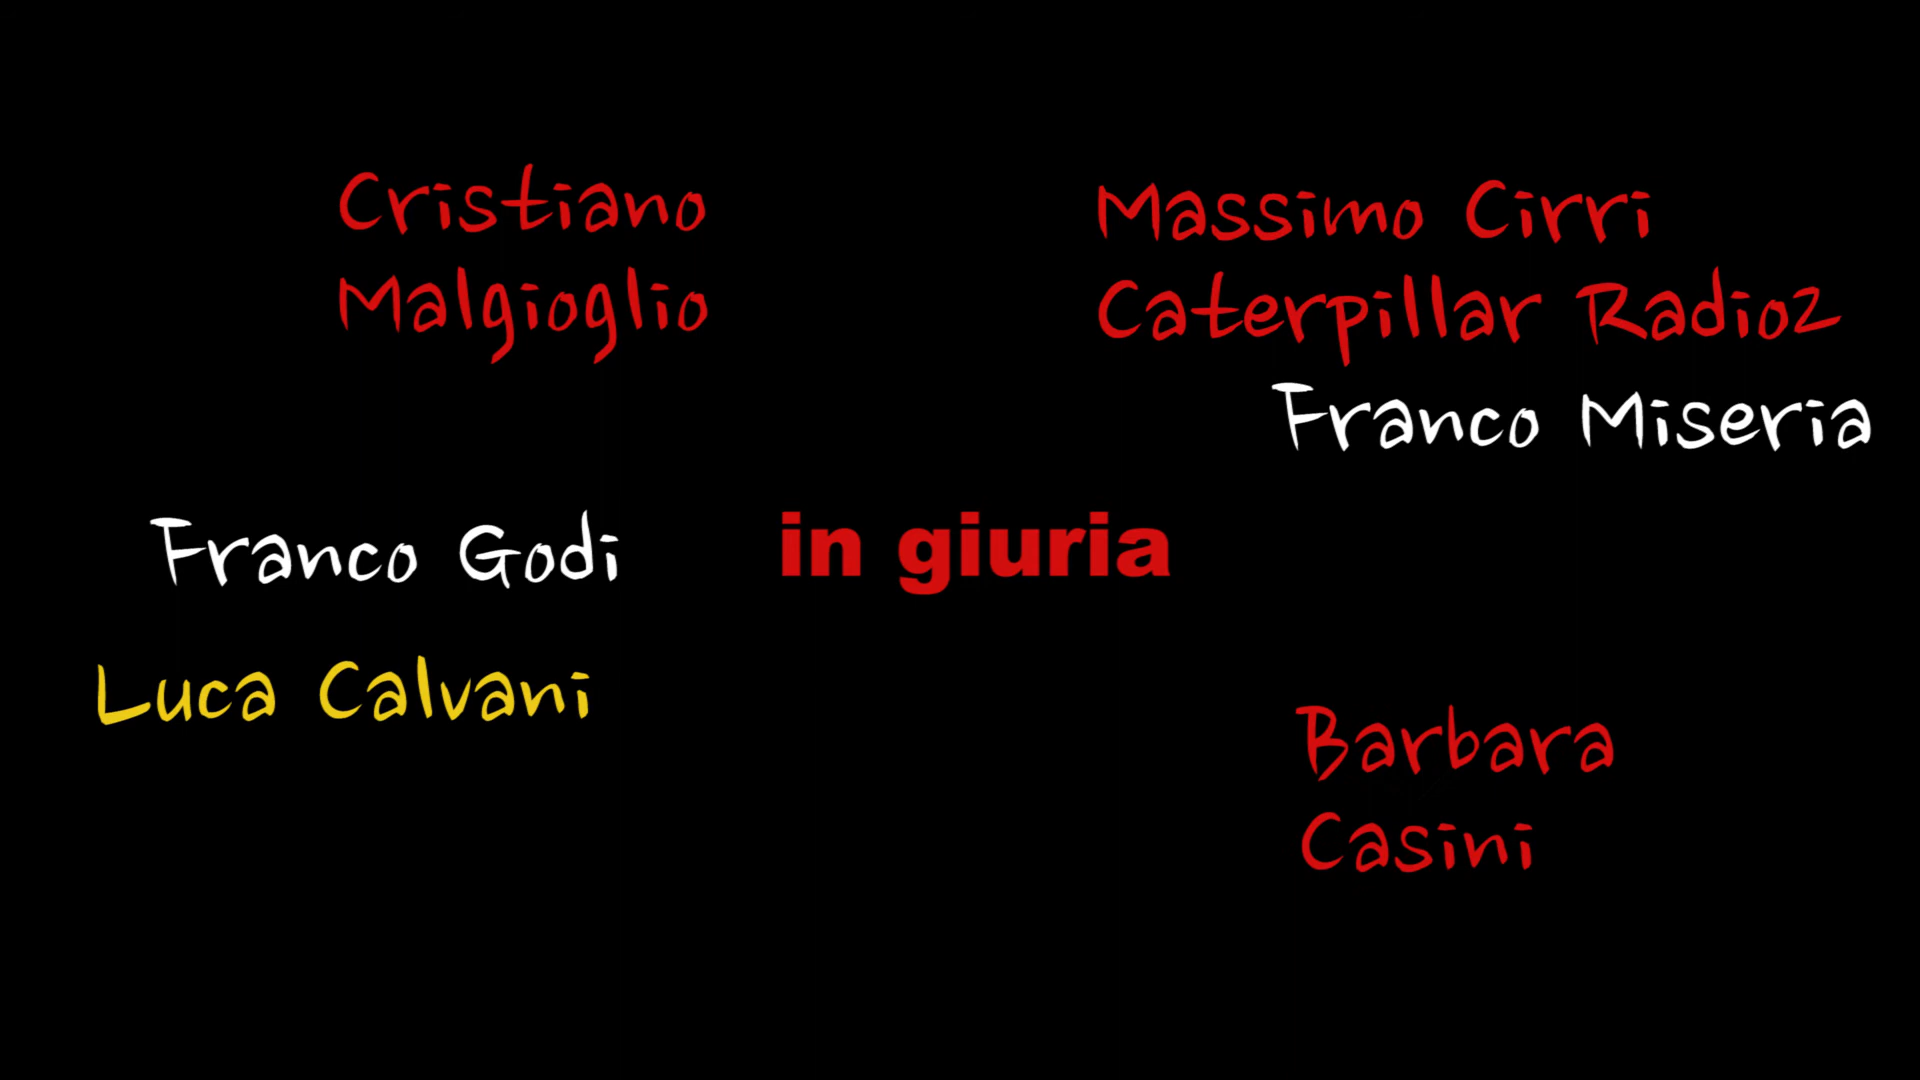 Cristiano
Malgioglio
Massimo Cirri
Caterpillar Radio2
Franco Miseria
Franco Godi
in giuria
Luca Calvani
Barbara
Casini